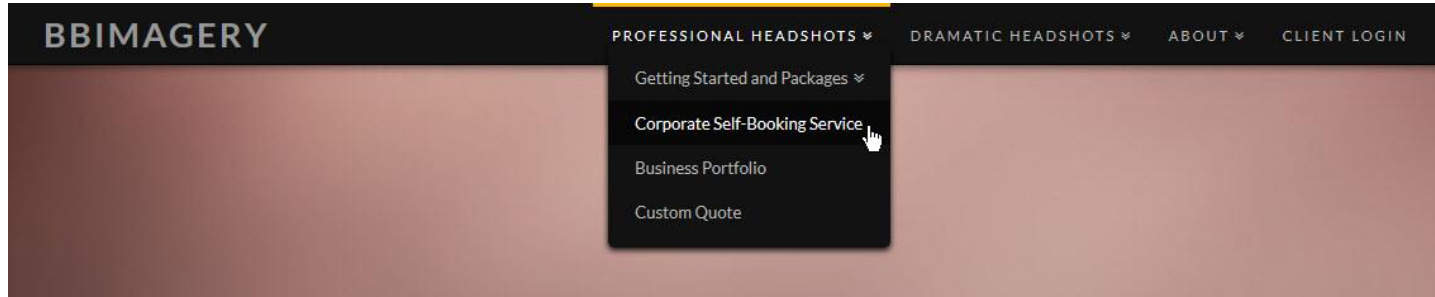 BBIMAGERY
PROFESSIONAL HEADSHOTS
DRAMATIC HEADSHOTS
ABOUT
CLIENT LOGIN
Getting Started and Packages
Corporate Self-Booking Service
Business Portfolio
Custom Quote